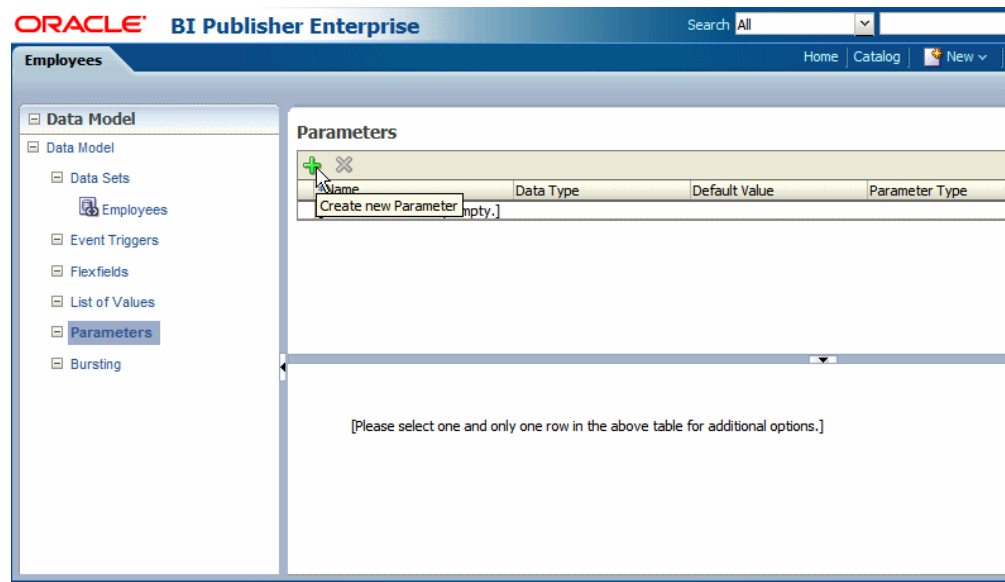 ORACLE BI Publisher Enterprise Search All
Employees Home Catalog New
Data Model
Data Model
Data Sets
Employees
Event Triggers
Flexfields
List of Values
Parameters
Bursting
Parameters
Name Data Type Default Value Parameter Type
Create new Parameter
mpty.]
[Please select one and only one row in the above table for additional options.]